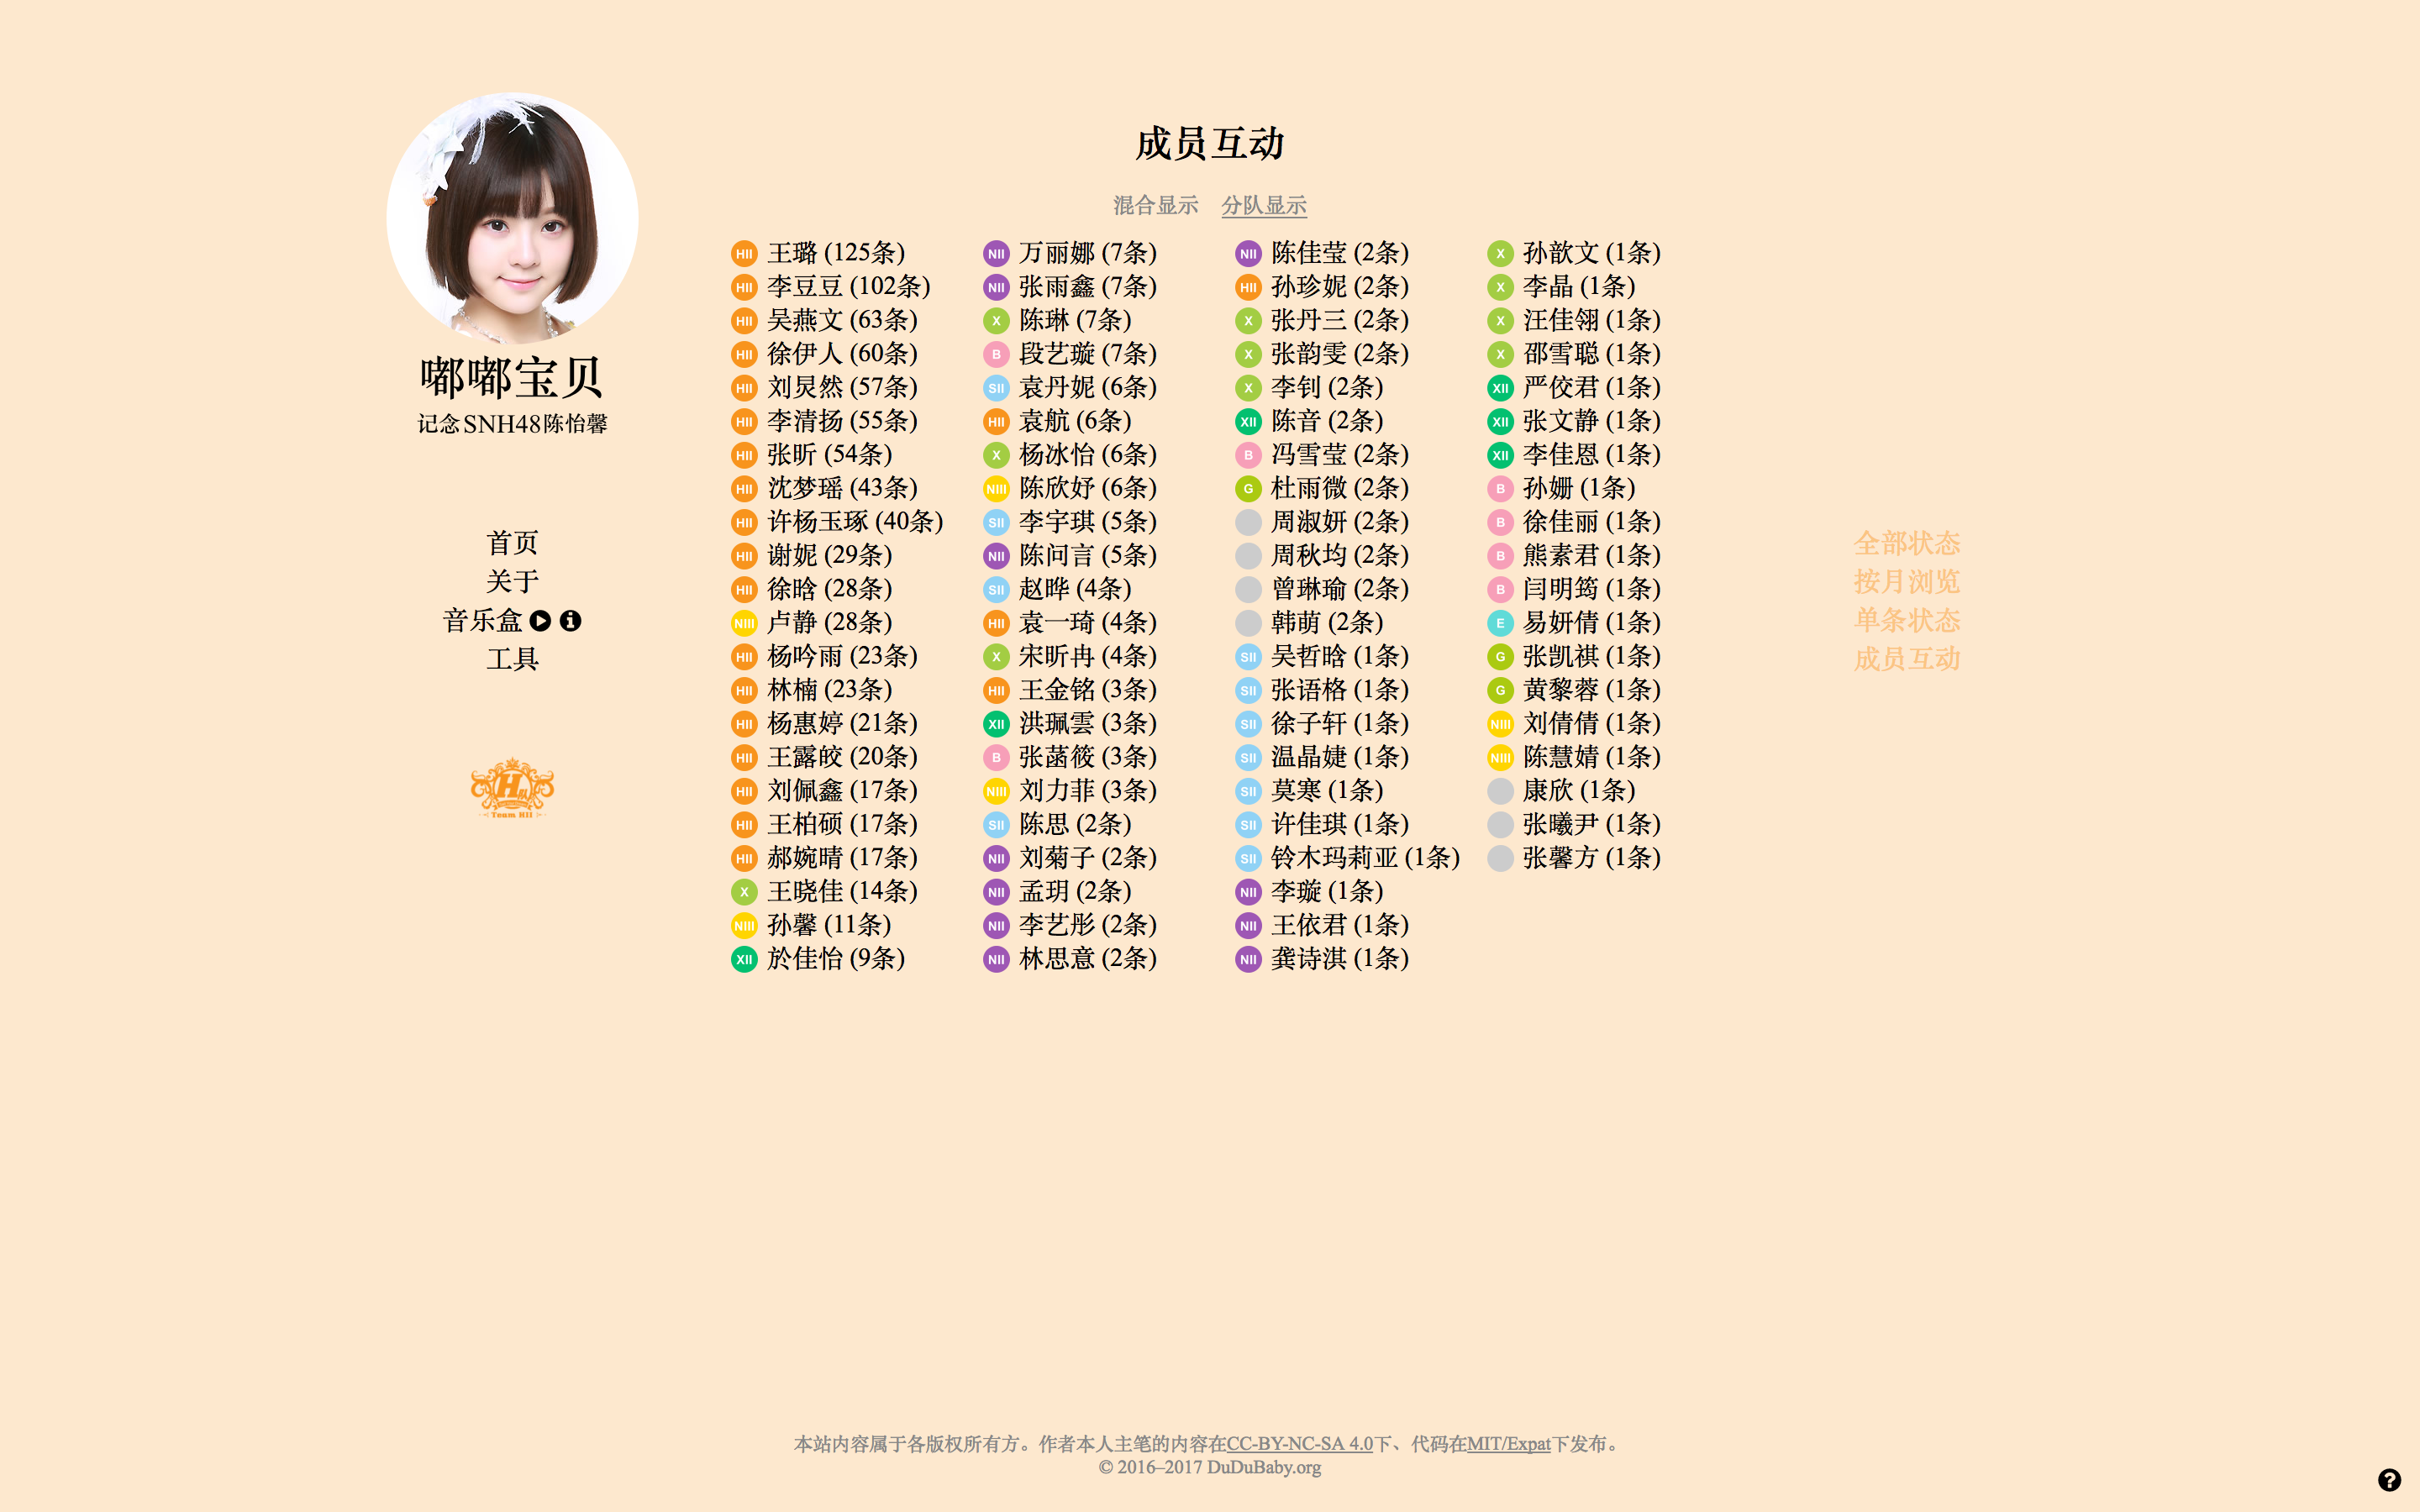 嘟嘟宝贝
记念SNH48陈怡馨
首页
关于
音乐盒
工具
Team HII
成员互动
混合显示 分队显示
HII 王璐 (125条)
HII 李豆豆 (102条)
HII 吴燕文 (63条)
HII 徐伊人 (60条)
HII 刘炅然 (57条)
HII 李清扬 (55条)
HII 张昕 (54条)
HII 沈梦瑶 (43条)
HII 许杨玉琢 (40条)
HII 谢妮 (29条)
HII 徐晗 (28条)
NIII 卢静 (28条)
HII 杨吟雨 (23条)
HII 林楠 (23条)
HII 杨惠婷 (21条)
HII 王露皎 (20条)
HII 刘佩鑫 (17条)
HII 王柏硕 (17条)
HII 郝婉晴 (17条)
X 王晓佳 (14条)
NIII 孙馨 (11条)
XII 於佳怡 (9条)
NII 万丽娜 (7条)
NII 张雨鑫 (7条)
X 陈琳 (7条)
B 段艺璇 (7条)
SII 袁丹妮 (6条)
HII 袁航 (6条)
X 杨冰怡 (6条)
NIII 陈欣妤 (6条)
SII 李宇琪 (5条)
NII 陈问言 (5条)
SII 赵晔 (4条)
HII 袁一琦 (4条)
X 宋昕冉 (4条)
HII 王金铭 (3条)
XII 洪珮雲 (3条)
B 张菡筱 (3条)
NIII 刘力菲 (3条)
SII 陈思 (2条)
NII 刘菊子 (2条)
NII 孟玥 (2条)
NII 李艺彤 (2条)
NII 林思意 (2条)
NII 陈佳莹 (2条)
HII 孙珍妮 (2条)
X 张丹三 (2条)
X 张韵雯 (2条)
X 李钊 (2条)
XII 陈音 (2条)
B 冯雪莹 (2条)
G 杜雨微 (2条)
周淑妍 (2条)
周秋均 (2条)
曾琳瑜 (2条)
韩萌 (2条)
SII 吴哲晗 (1条)
SII 张语格 (1条)
SII 徐子轩 (1条)
SII 温晶婕 (1条)
SII 莫寒 (1条)
SII 许佳琪 (1条)
SII 铃木玛莉亚 (1条)
NII 李璇 (1条)
NII 王依君 (1条)
NII 龚诗淇 (1条)
X 孙歆文 (1条)
X 李晶 (1条)
X 汪佳翎 (1条)
X 邵雪聪 (1条)
XII 严佼君 (1条)
XII 张文静 (1条)
XII 李佳恩 (1条)
B 孙姗 (1条)
B 徐佳丽 (1条)
B 熊素君 (1条)
B 闫明筠 (1条)
E 易妍倩 (1条)
G 张凯祺 (1条)
G 黄黎蓉 (1条)
NIII 刘倩倩 (1条)
NIII 陈慧婧 (1条)
康欣 (1条)
张曦尹 (1条)
张馨方 (1条)
全部状态
按月浏览
单条状态
成员互动
本站内容属于各版权所有方。作者本人主笔的内容在CC-BY-NC-SA 4.0下、代码在MIT/Expat下发布。
© 2016–2017 DuDuBaby.org